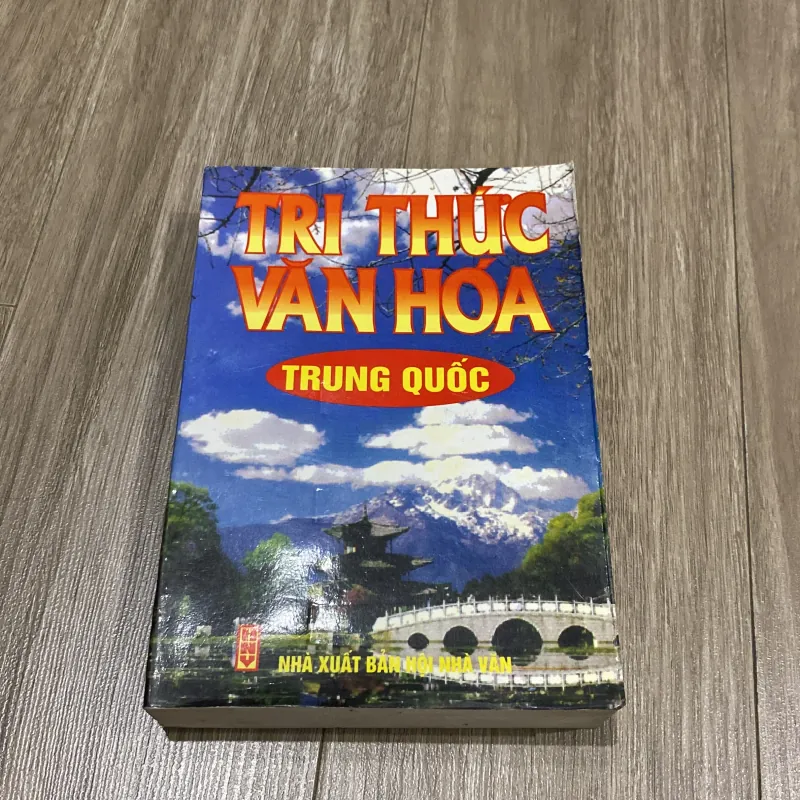 TRI THỨC
VĂN HÓA
TRUNG QUỐC
NHÀ XUẤT BẢN HỘI NHÀ VĂN